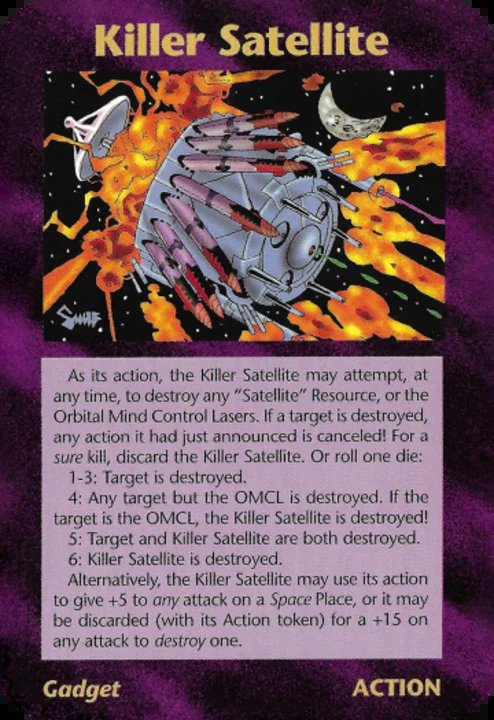 Killer Satellite
As its action, the Killer Satellite may attempt, at
any time, to destroy any “Satellite” Resource, or the
Orbital Mind Control Lasers. If a target is destroyed,
any action it had just announced is canceled! For a
sure kill, discard the Killer Satellite. Or roll one die:
1-3: Target is destroyed.
4: Any target but the OMCL is destroyed. If the
target is the OMCL, the Killer Satellite is destroyed!
5: Target and Killer Satellite are both destroyed.
6: Killer Satellite is destroyed.
Alternatively, the Killer Satellite may use its action
to give +5 to any attack on a Space Place, or it may
be discarded (with its Action token) for a +15 on
any attack to destroy one.
Gadget
ACTION